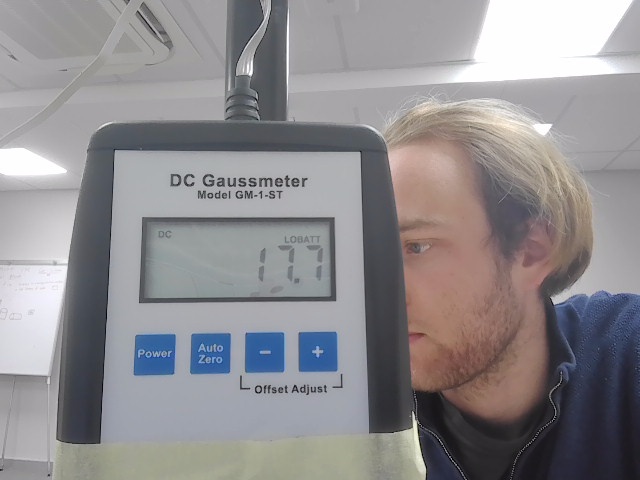 DC Gaussmeter
Model GM-1-ST
DC
LOBATT
17.7
Power
Auto
Zero
−
+
Offset Adjust